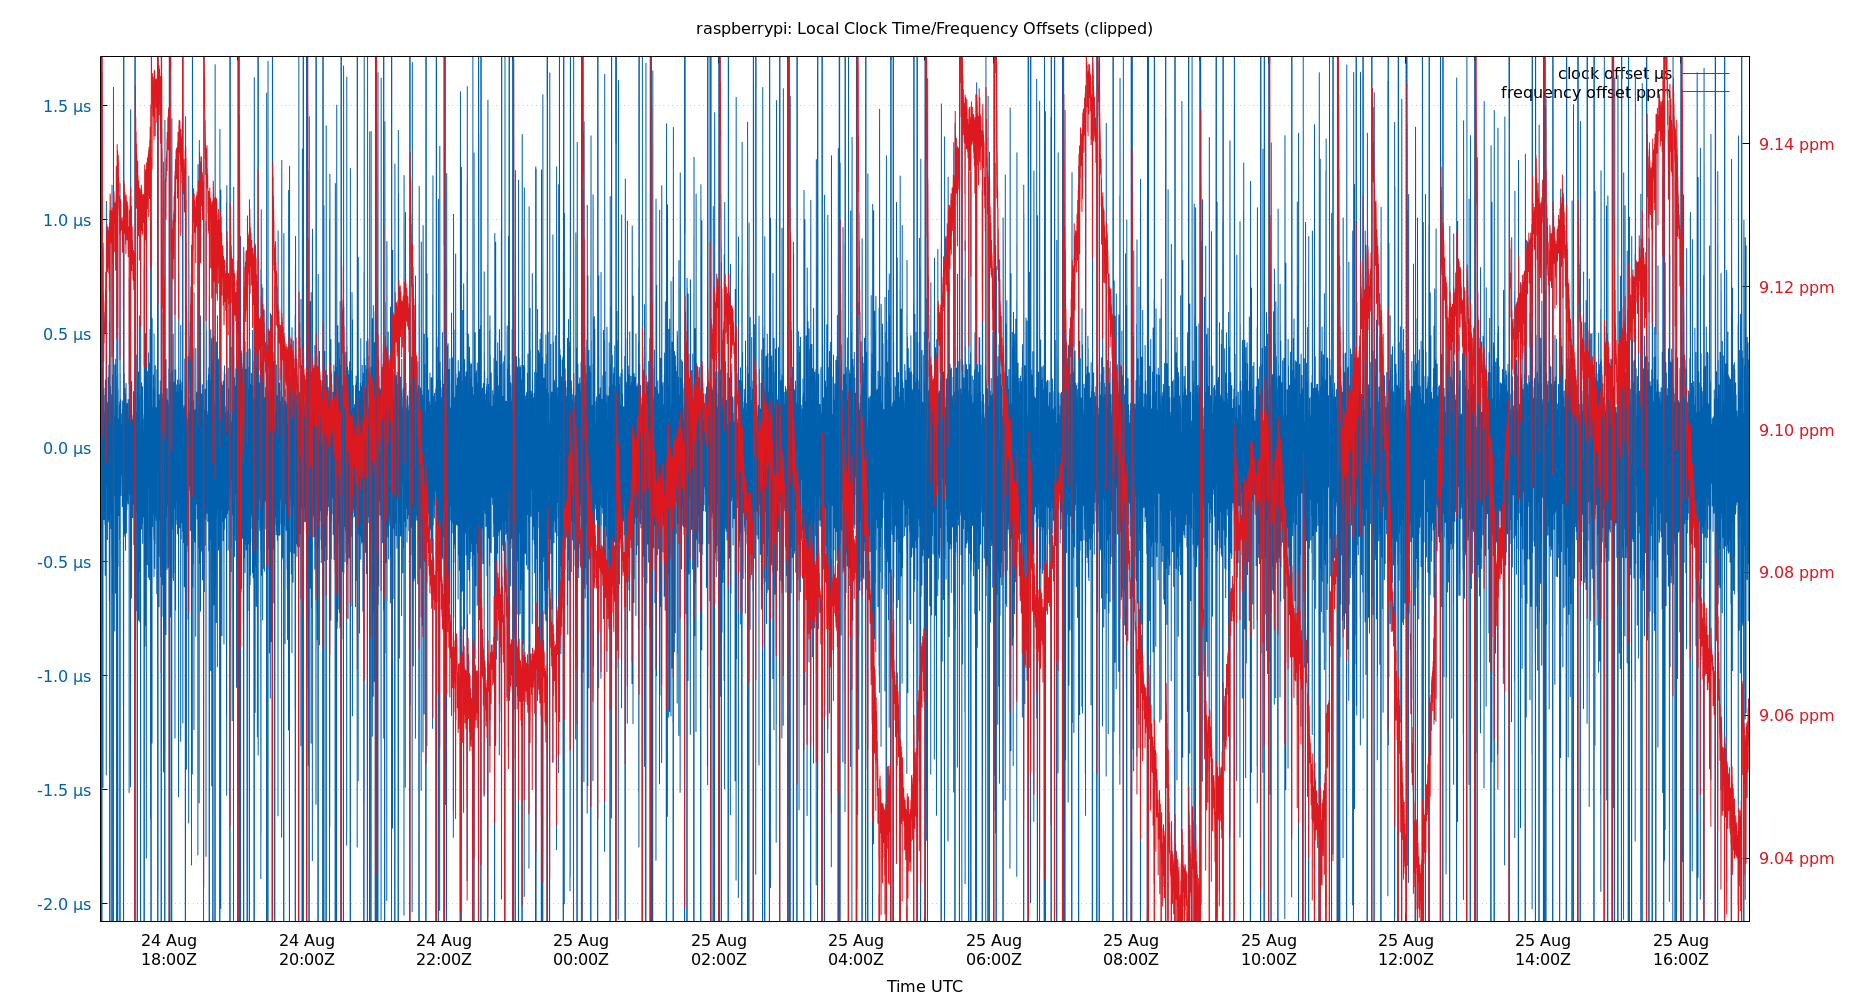 raspberrypi: Local Clock Time/Frequency Offsets (clipped)
clock offset µs
frequency offset ppm
1.5 µs
1.0 µs
0.5 µs
0.0 µs
-0.5 µs
-1.0 µs
-1.5 µs
-2.0 µs
9.14 ppm
9.12 ppm
9.10 ppm
9.08 ppm
9.06 ppm
9.04 ppm
24 Aug 24 Aug 24 Aug 25 Aug 25 Aug 25 Aug 25 Aug 25 Aug 25 Aug 25 Aug 25 Aug 25 Aug
18:00Z 20:00Z 22:00Z 00:00Z 02:00Z 04:00Z 06:00Z 08:00Z 10:00Z 12:00Z 14:00Z 16:00Z
Time UTC